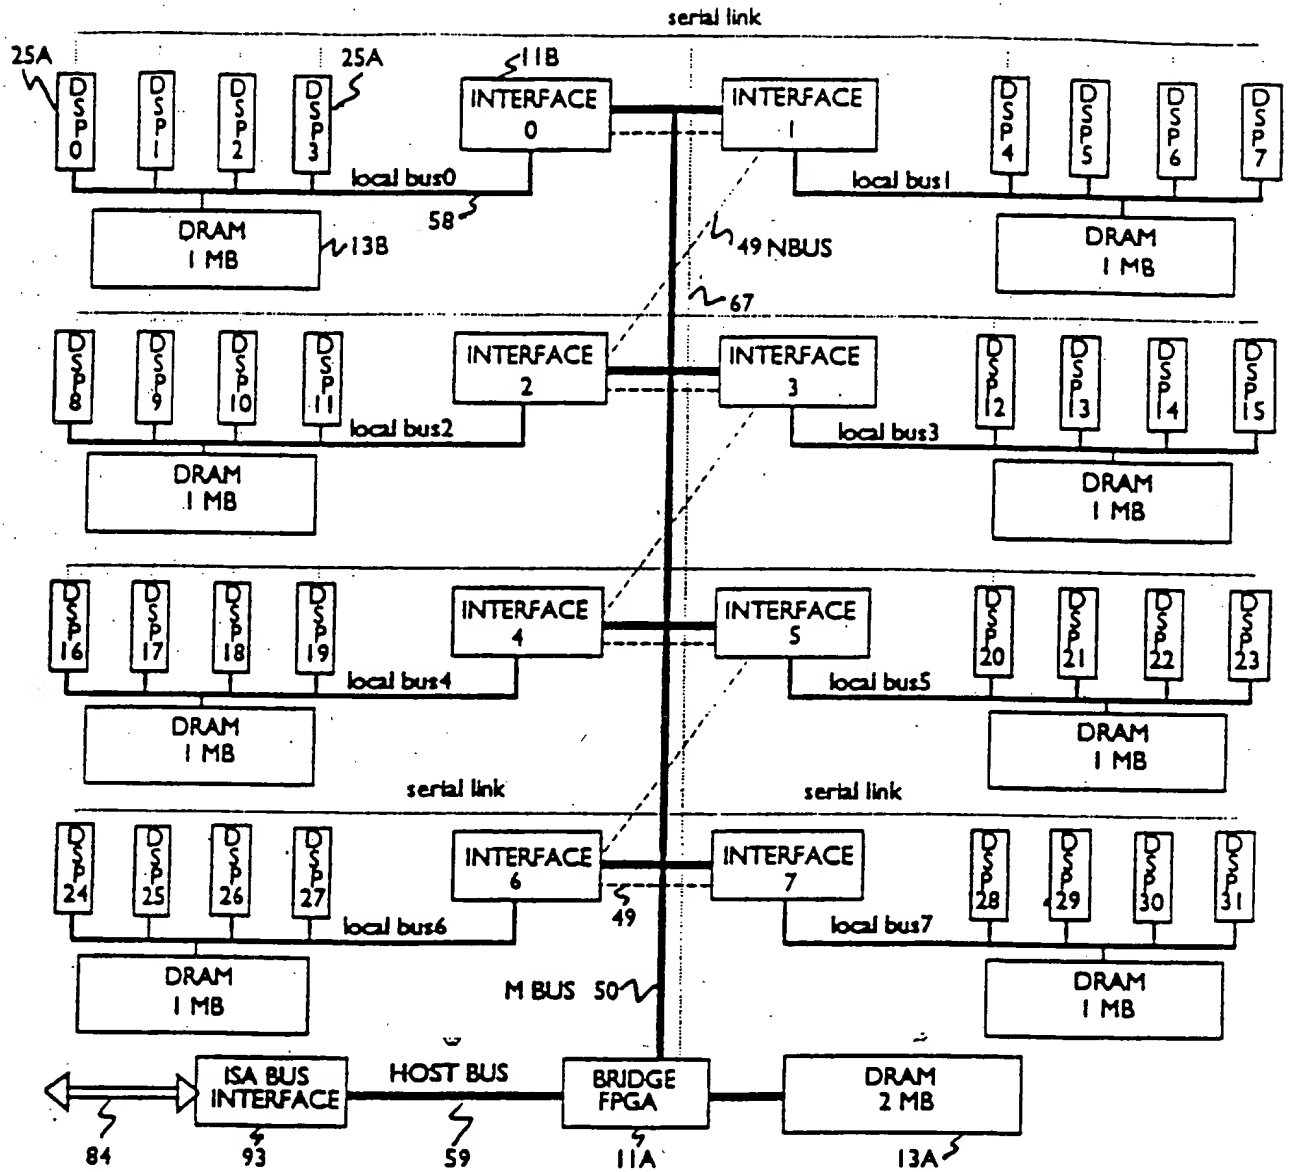 serial link
25A
25A
11B
DSP0
DSP1
DSP2
DSP3
INTERFACE
0
INTERFACE
1
DSP4
DSP5
DSP6
DSP7
local bus0
58
local bus1
DRAM
1 MB
13B
49 NBUS
DRAM
1 MB
67
DSP8
DSP9
DSP10
DSP11
INTERFACE
2
INTERFACE
3
DSP12
DSP13
DSP14
DSP15
local bus2
local bus3
DRAM
1 MB
DRAM
1 MB
DSP16
DSP17
DSP18
DSP19
INTERFACE
4
INTERFACE
5
DSP20
DSP21
DSP22
DSP23
local bus4
local bus5
DRAM
1 MB
DRAM
1 MB
serial link
serial link
DSP24
DSP25
DSP26
DSP27
INTERFACE
6
INTERFACE
7
DSP28
DSP29
DSP30
DSP31
49
local bus6
local bus7
DRAM
1 MB
M BUS 50
DRAM
1 MB
ISA BUS
INTERFACE
HOST BUS
BRIDGE
FPGA
DRAM
2 MB
84
93
59
11A
13A